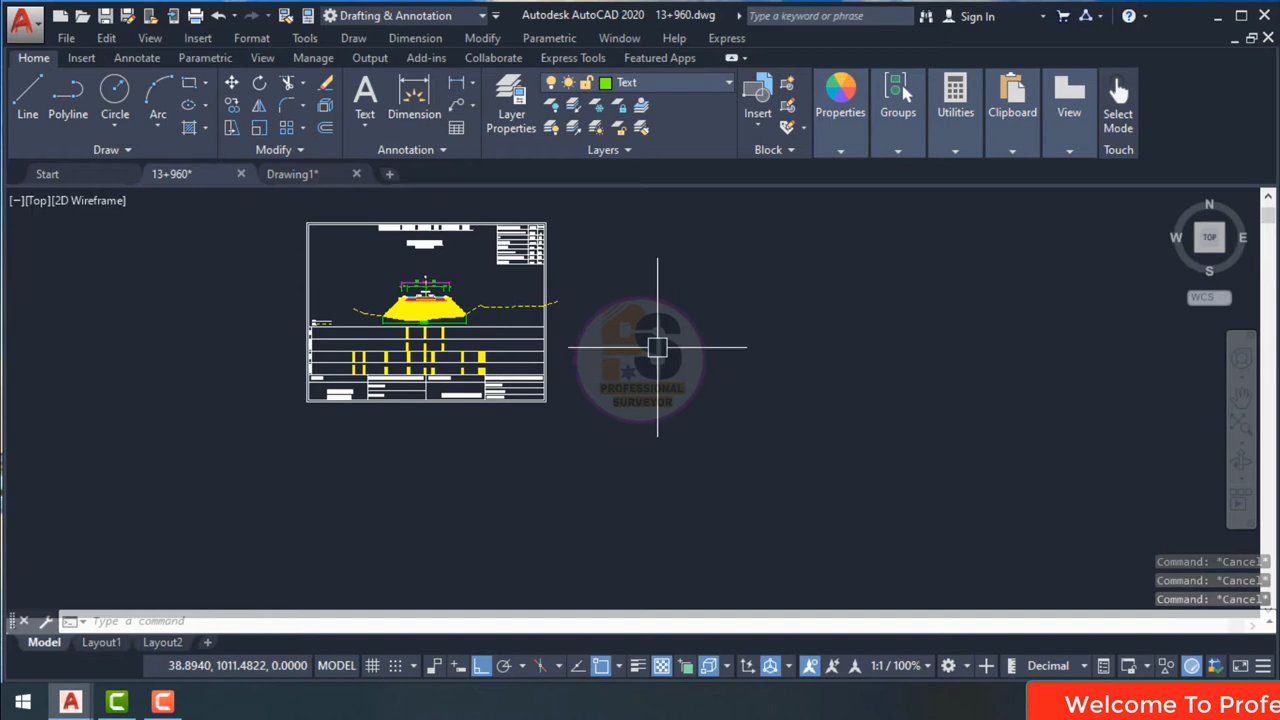 Drafting & Annotation
Autodesk AutoCAD 2020 13+960.dwg
Type a keyword or phrase
Sign In
File Edit View Insert Format Tools Draw Dimension Modify Parametric Window Help Express
Home Insert Annotate Parametric View Manage Output Add-ins Collaborate Express Tools Featured Apps
Text
Line Polyline Circle Arc
Text Dimension
Layer Properties
Insert
Properties Groups Utilities Clipboard View
Select Mode
Draw Modify Annotation Layers Block Touch
Start 13+960* Drawing1*
[−][Top][2D Wireframe]
N
W TOP E
S
WCS
PROFESSIONAL
SURVEYOR
Command: *Cancel*
Command: *Cancel*
Command: *Cancel*
Type a command
Model Layout1 Layout2
38.8940, 1011.4822, 0.0000 MODEL 1:1 / 100% Decimal
Welcome To Profe